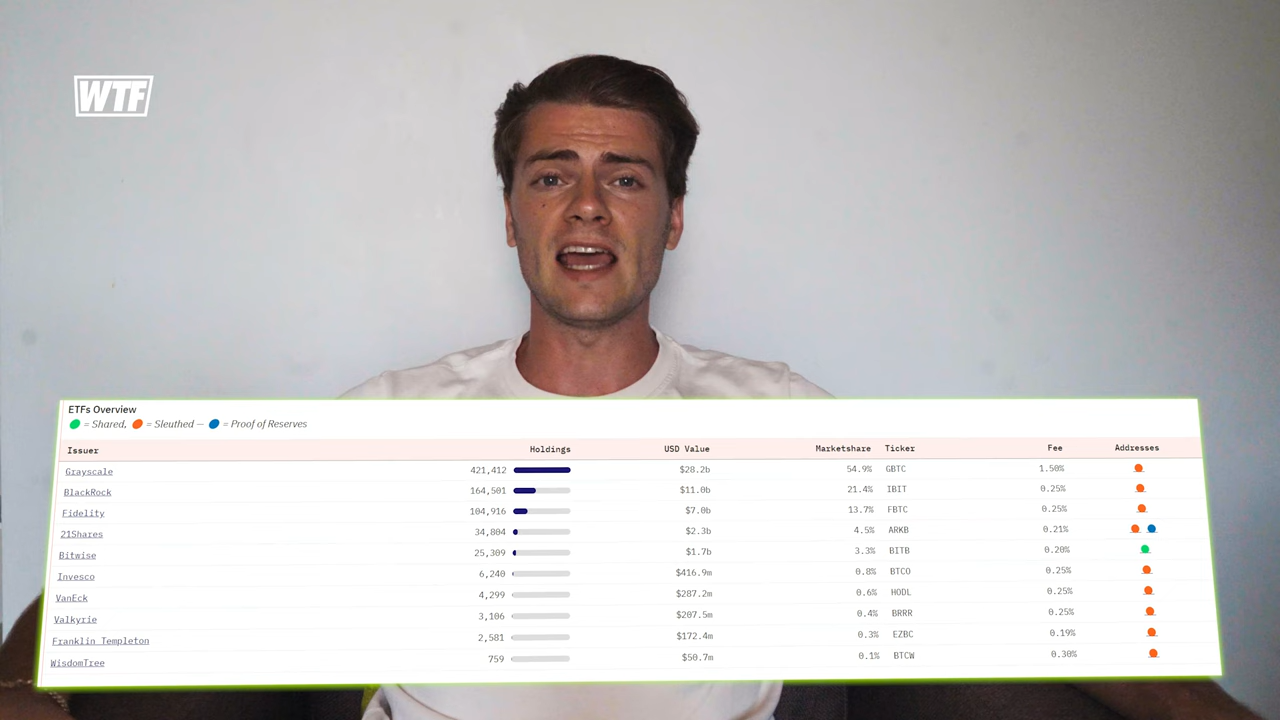 WTF
ETFs Overview
= Shared, = Sleuthed — = Proof of Reserves
Issuer Holdings USD Value Marketshare Ticker Fee Addresses
Grayscale 421,412 $28.2b 54.9% GBTC 1.50%
BlackRock 164,501 $11.0b 21.4% IBIT 0.25%
Fidelity 104,916 $7.0b 13.7% FBTC 0.25%
21Shares 34,804 $2.3b 4.5% ARKB 0.21%
Bitwise 25,309 $1.7b 3.3% BITB 0.20%
Invesco 6,240 $416.9m 0.8% BTCO 0.25%
VanEck 4,299 $287.2m 0.6% HODL 0.25%
Valkyrie 3,106 $207.5m 0.4% BRRR 0.25%
Franklin Templeton 2,581 $172.4m 0.3% EZBC 0.19%
WisdomTree 759 $50.7m 0.1% BTCW 0.30%